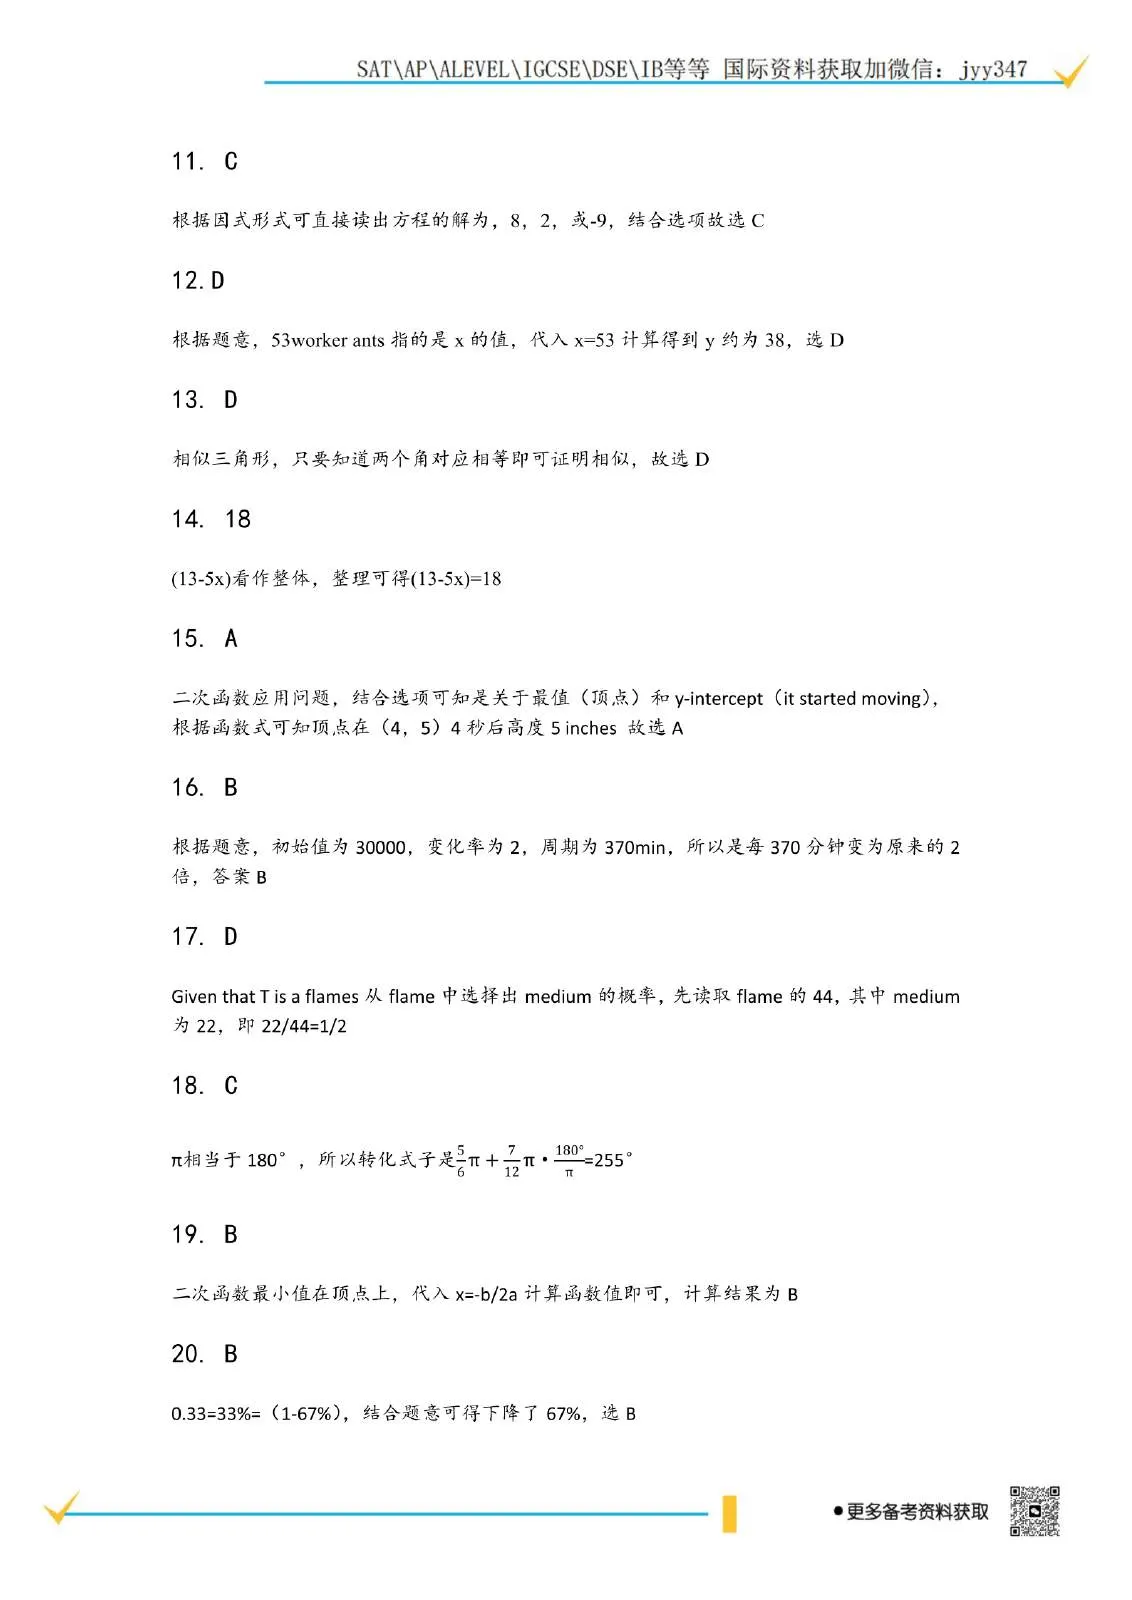 SAT\AP\ALEVEL\IGCSE\DSE\IB等等 国际资料获取加微信：jyy347
11. C
根据因式形式可直接读出方程的解为，8，2，或-9，结合选项故选 C
12.D
根据题意，53worker ants 指的是 x 的值，代入 x=53 计算得到 y 约为 38，选 D
13. D
相似三角形，只要知道两个角对应相等即可证明相似，故选 D
14. 18
(13-5x)看作整体，整理可得(13-5x)=18
15. A
二次函数应用问题，结合选项可知是关于最值（顶点）和 y-intercept（it started moving），
根据函数式可知顶点在（4，5）4 秒后高度 5 inches 故选 A
16. B
根据题意，初始值为 30000，变化率为 2，周期为 370min，所以是每 370 分钟变为原来的 2
倍，答案 B
17. D
Given that T is a flames 从 flame 中选择出 medium 的概率，先读取 flame 的 44，其中 medium
为 22，即 22/44=1/2
18. C
π相当于 180°，所以转化式子是5/6 π + 7/12 π · 180°/π=255°
19. B
二次函数最小值在顶点上，代入 x=-b/2a 计算函数值即可，计算结果为 B
20. B
0.33=33%=（1-67%），结合题意可得下降了 67%，选 B
●更多备考资料获取